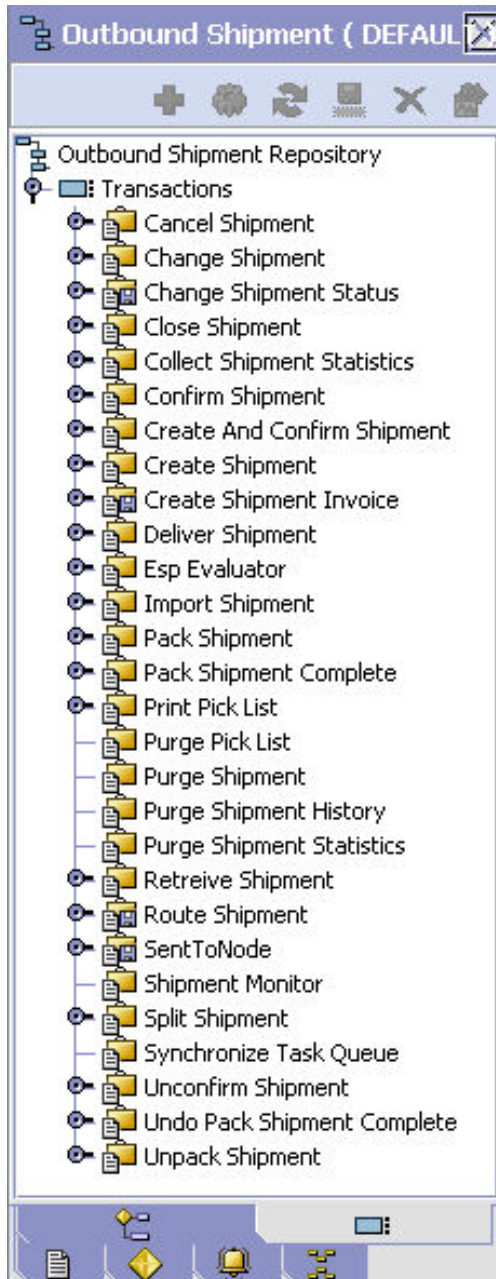 Outbound Shipment ( DEFAUL
Outbound Shipment Repository
Transactions
Cancel Shipment
Change Shipment
Change Shipment Status
Close Shipment
Collect Shipment Statistics
Confirm Shipment
Create And Confirm Shipment
Create Shipment
Create Shipment Invoice
Deliver Shipment
Esp Evaluator
Import Shipment
Pack Shipment
Pack Shipment Complete
Print Pick List
Purge Pick List
Purge Shipment
Purge Shipment History
Purge Shipment Statistics
Retreive Shipment
Route Shipment
SentToNode
Shipment Monitor
Split Shipment
Synchronize Task Queue
Unconfirm Shipment
Undo Pack Shipment Complete
Unpack Shipment